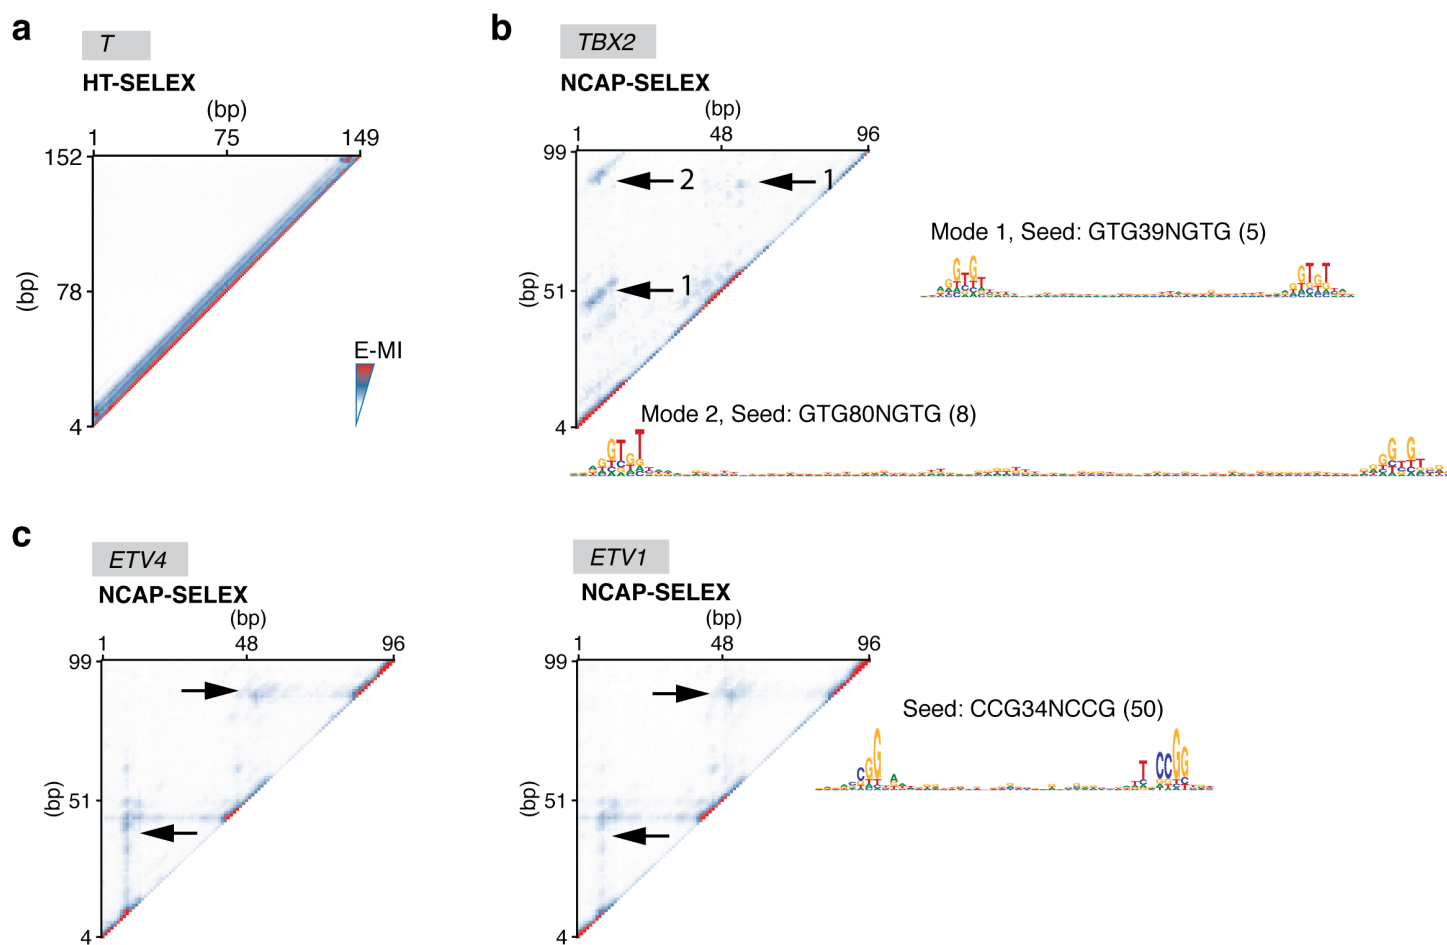 a
T
HT-SELEX
(bp)
1 75 149
152
(bp)
78
4
E-MI
b
TBX2
NCAP-SELEX
(bp)
1 48 96
99
2
1
(bp)
51
1
4
Mode 1, Seed: GTG39NGTG (5)
Mode 2, Seed: GTG80NGTG (8)
c
ETV4
NCAP-SELEX
(bp)
1 48 96
99
(bp)
51
4
ETV1
NCAP-SELEX
(bp)
1 48 96
99
(bp)
51
4
Seed: CCG34NCCG (50)